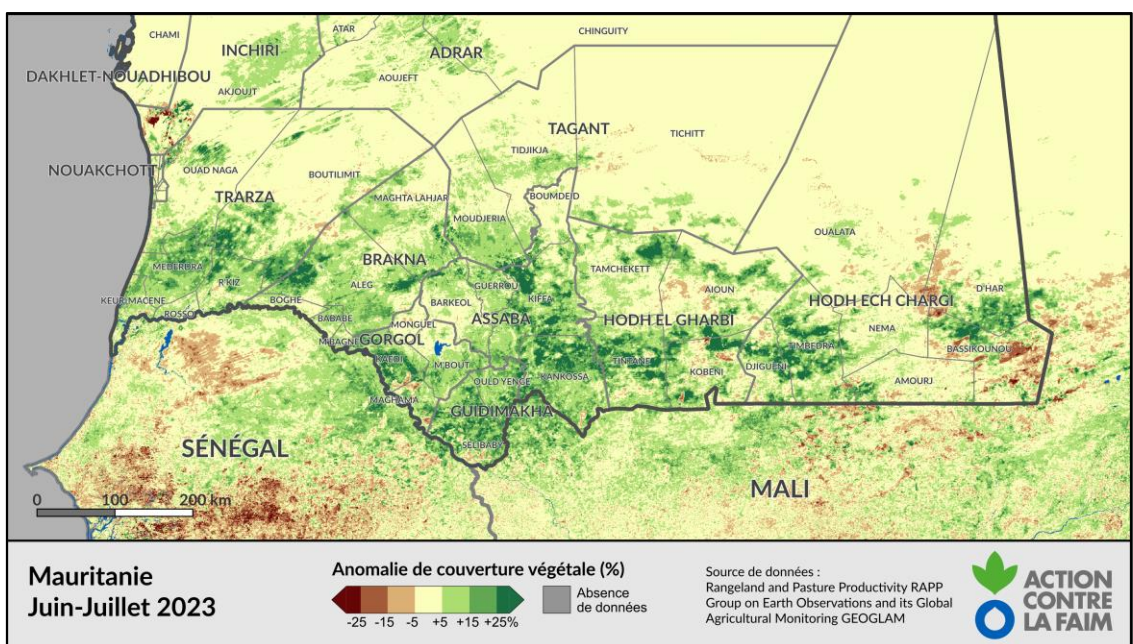 CHAMI
ATAR
CHINGUITY
INCHIRI
ADRAR
DAKHLET-NOUADHIBOU
AOUJEFT
AKJOUJT
TAGANT
TICHITT
TIDJIKJA
NOUAKCHOTT
OUAD NAGA
BOUTILIMIT
TRARZA
MAGHTA LAHJAR
BOUMDEID
MOUDJERIA
OUALATA
MEDERDRA
BRAKNA
TAMCHEKETT
R'KIZ
ALEG
GUERROU
AIOUN
D'HAR
KEUR-MACENE
BOGHE
BARKEOL
KIFFA
HODH ECH CHARGI
ROSSO
BABABE
ASSABA
HODH EL GHARBI
MONGUEL
NEMA
M'BAGNE
GORGOL
TIMBEDRA
BASSIKOUNOU
KAEDI
M'BOUT
TINTANE
KOBENI
DJIGUENI
OULD YENGE
KANKOSSA
AMOURJ
MAGHAMA
GUIDIMAKHA
SÉNÉGAL
SELIBABY
MALI
0 100 200 km
Mauritanie
Juin-Juillet 2023
Anomalie de couverture végétale (%)
-25 -15 -5 +5 +15 +25%
Absence
de données
Source de données :
Rangeland and Pasture Productivity RAPP
Group on Earth Observations and its Global
Agricultural Monitoring GEOGLAM
ACTION
CONTRE
LA FAIM